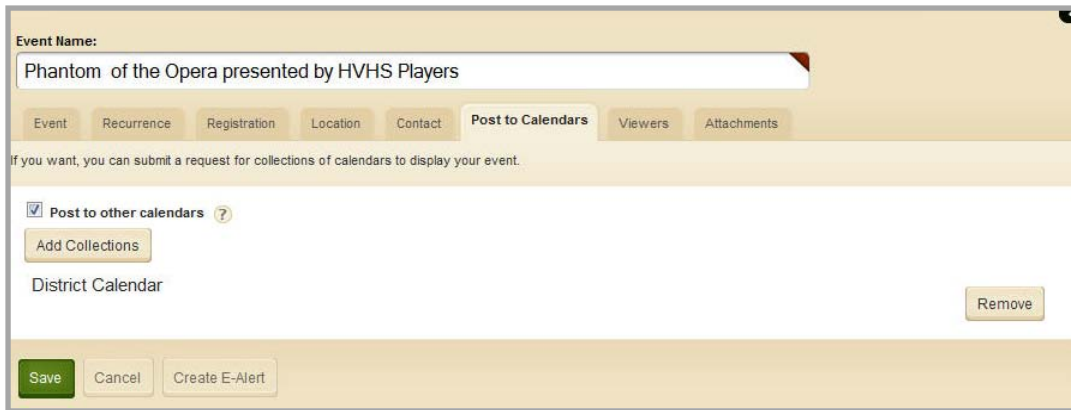 Event Name:
Phantom of the Opera presented by HVHS Players
Event Recurrence Registration Location Contact Post to Calendars Viewers Attachments
If you want, you can submit a request for collections of calendars to display your event.
Post to other calendars ?
Add Collections
District Calendar
Remove
Save Cancel Create E-Alert